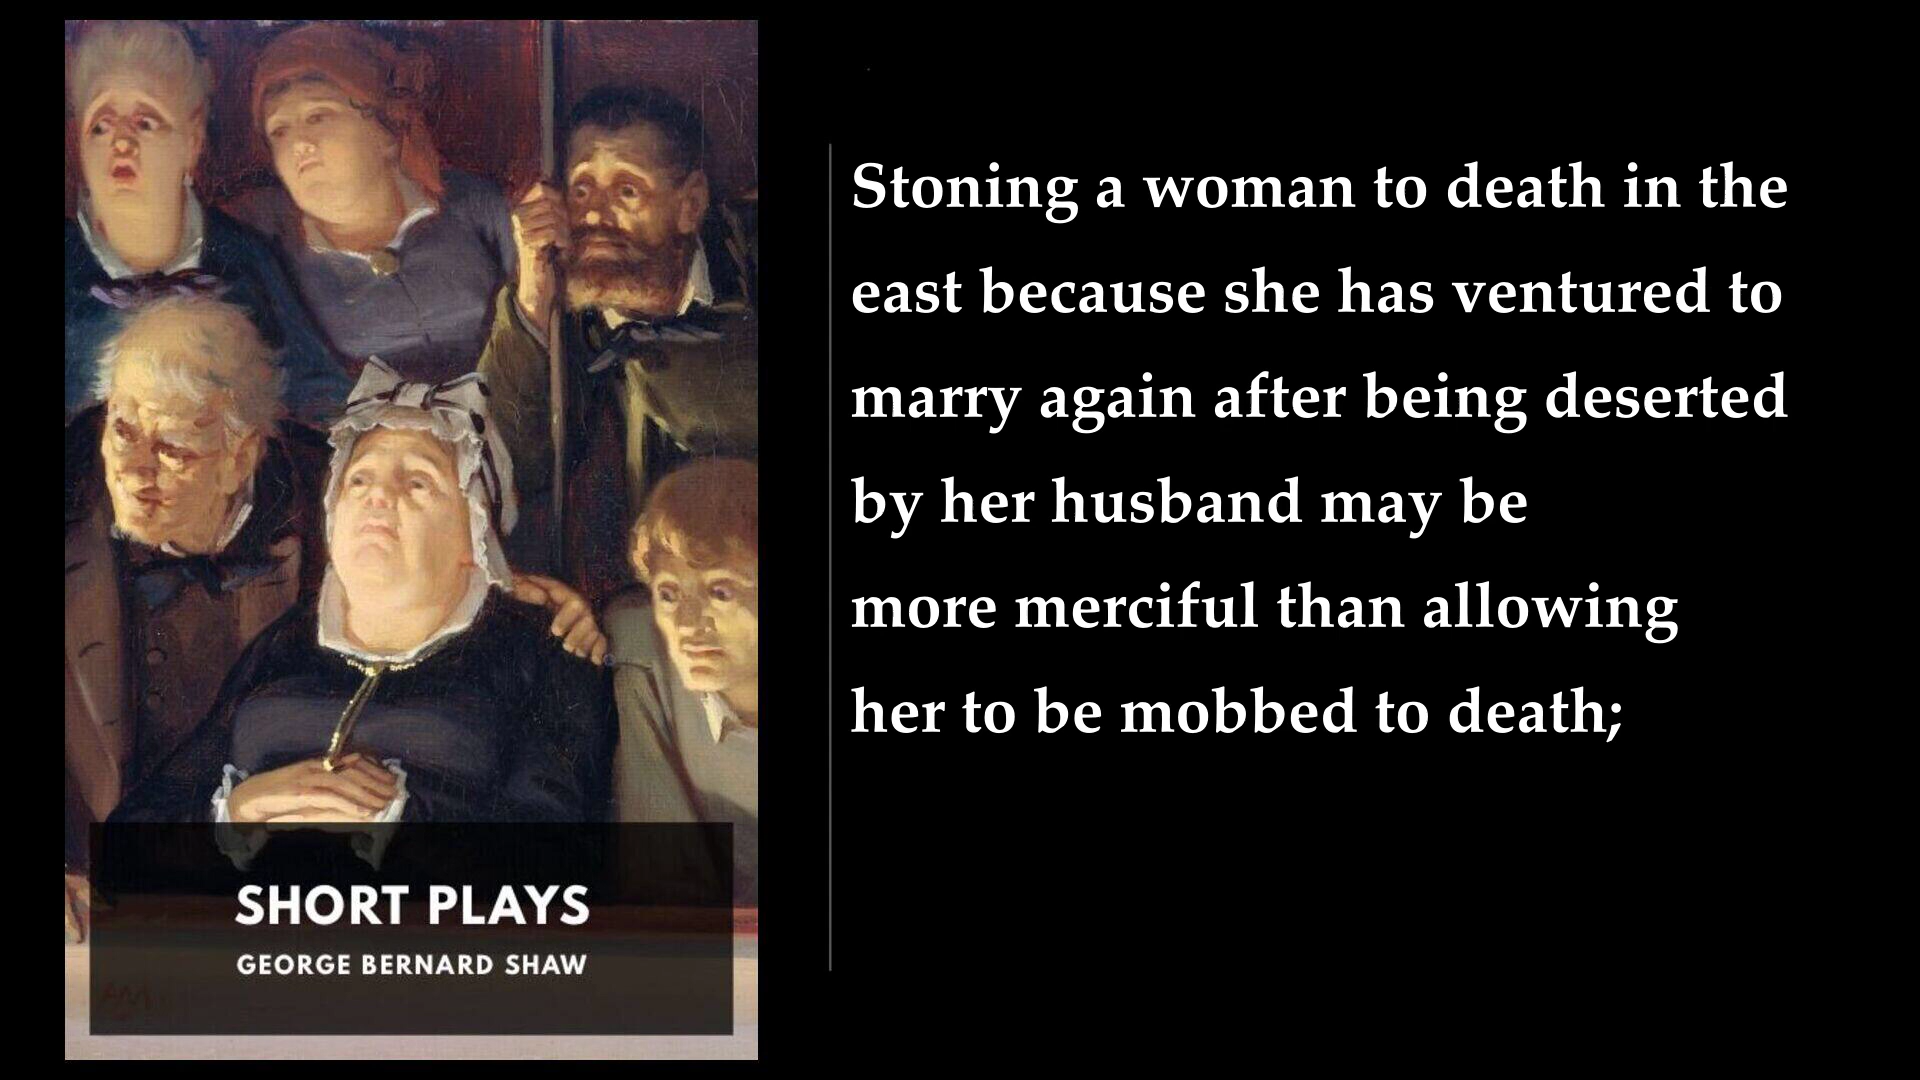 SHORT PLAYS
GEORGE BERNARD SHAW
Stoning a woman to death in the
east because she has ventured to
marry again after being deserted
by her husband may be
more merciful than allowing
her to be mobbed to death;